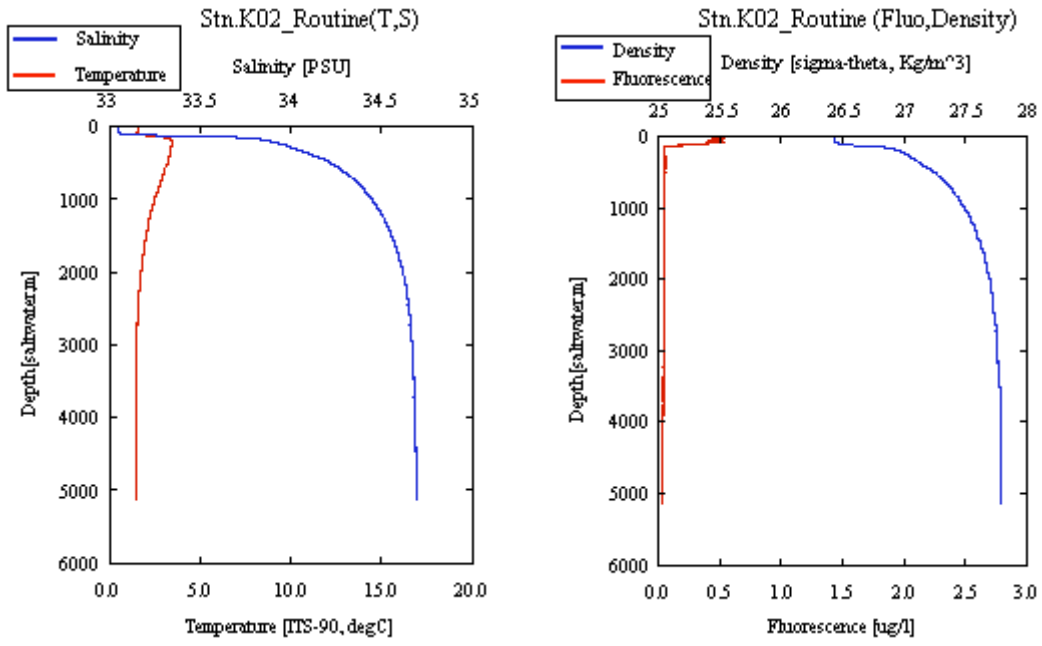 Stn.K02_Routine(T,S)
Salinity
Temperature
Salinity [PSU]
33 33.5 34 34.5 35
0
1000
2000
3000
4000
5000
6000
Depth [saltwater,m]
0.0 5.0 10.0 15.0 20.0
Temperature [ITS-90, deg C]
Stn.K02_Routine (Fluo,Density)
Density
Fluorescence
Density [sigma-theta, Kg/m^3]
25 25.5 26 26.5 27 27.5 28
0
1000
2000
3000
4000
5000
6000
Depth [saltwater,m]
0.0 0.5 1.0 1.5 2.0 2.5 3.0
Fluorescence [ug/l]